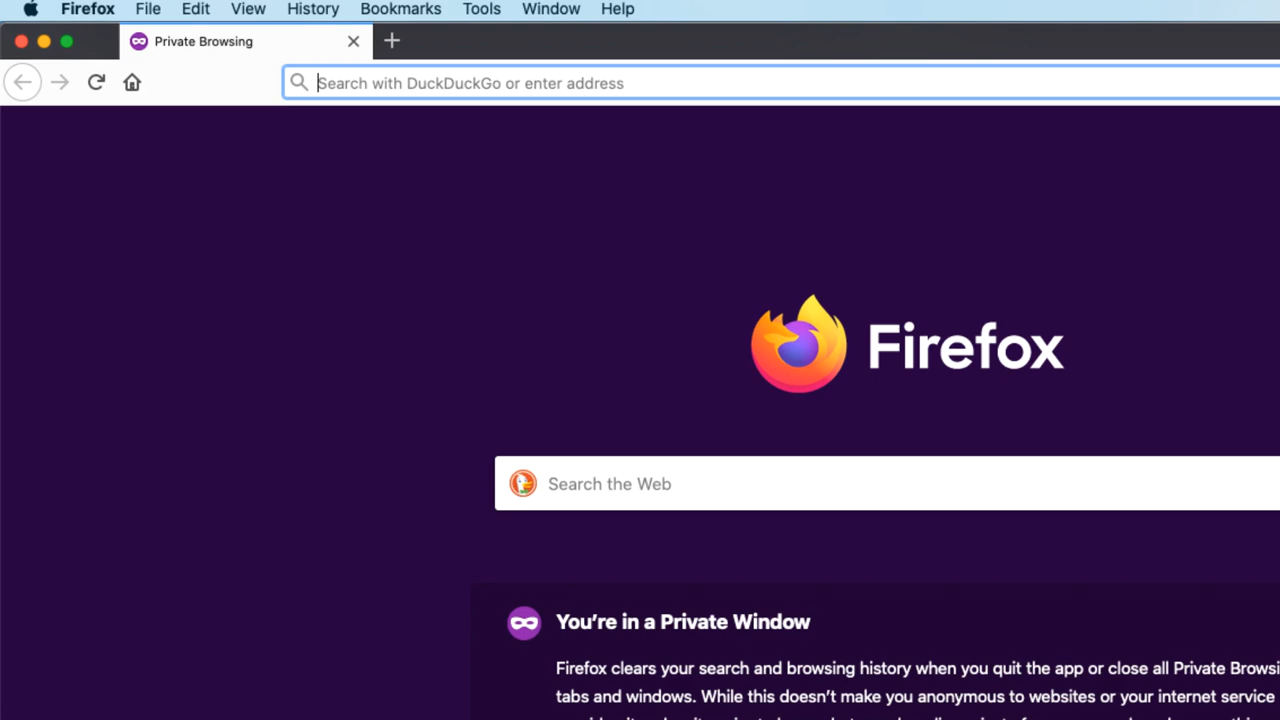 Firefox File Edit View History Bookmarks Tools Window Help
Private Browsing
Search with DuckDuckGo or enter address
Firefox
Search the Web
You're in a Private Window
Firefox clears your search and browsing history when you quit the app or close all Private Browsi
tabs and windows. While this doesn't make you anonymous to websites or your internet service